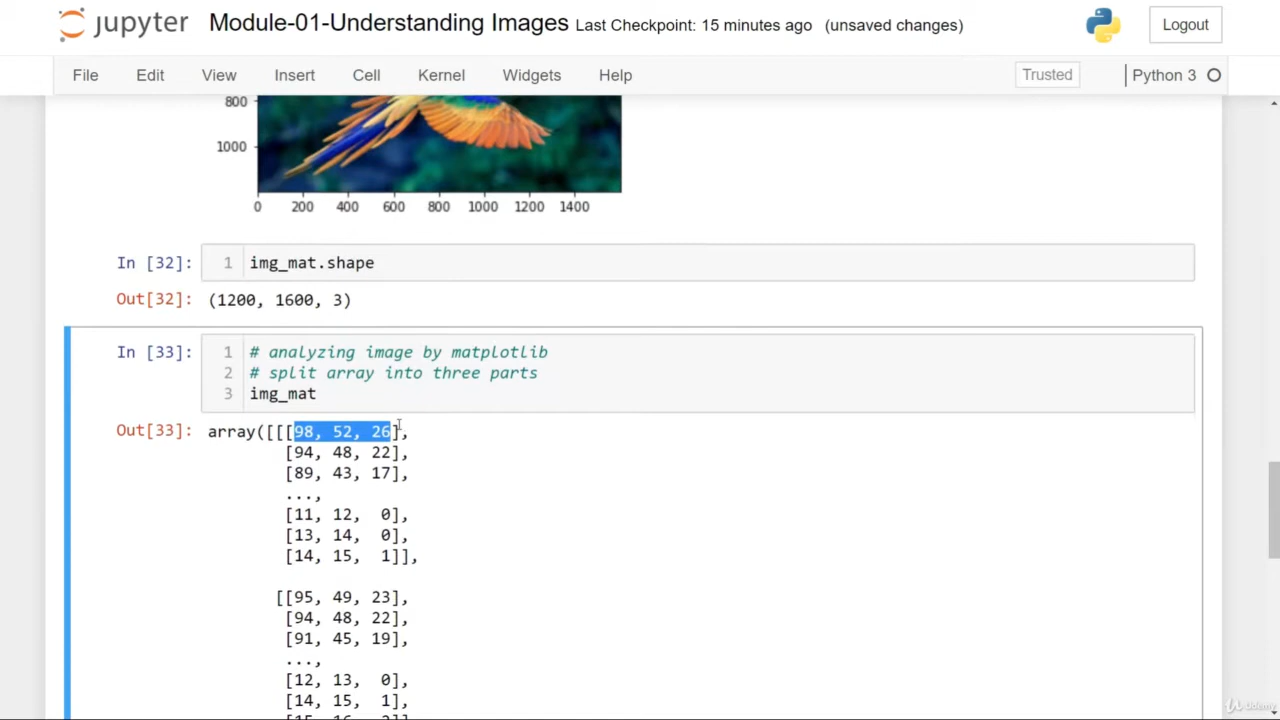 jupyter Module-01-Understanding Images Last Checkpoint: 15 minutes ago (unsaved changes) Logout
File Edit View Insert Cell Kernel Widgets Help Trusted Python 3
800
1000
0 200 400 600 800 1000 1200 1400
In [32]: 1 img_mat.shape
Out[32]: (1200, 1600, 3)
In [33]: 1 # analyzing image by matplotlib
2 # split array into three parts
3 img_mat
Out[33]: array([[[98, 52, 26],
[94, 48, 22],
[89, 43, 17],
...,
[11, 12, 0],
[13, 14, 0],
[14, 15, 1]],
[[95, 49, 23],
[94, 48, 22],
[91, 45, 19],
...,
[12, 13, 0],
[14, 15, 1],
Udemy